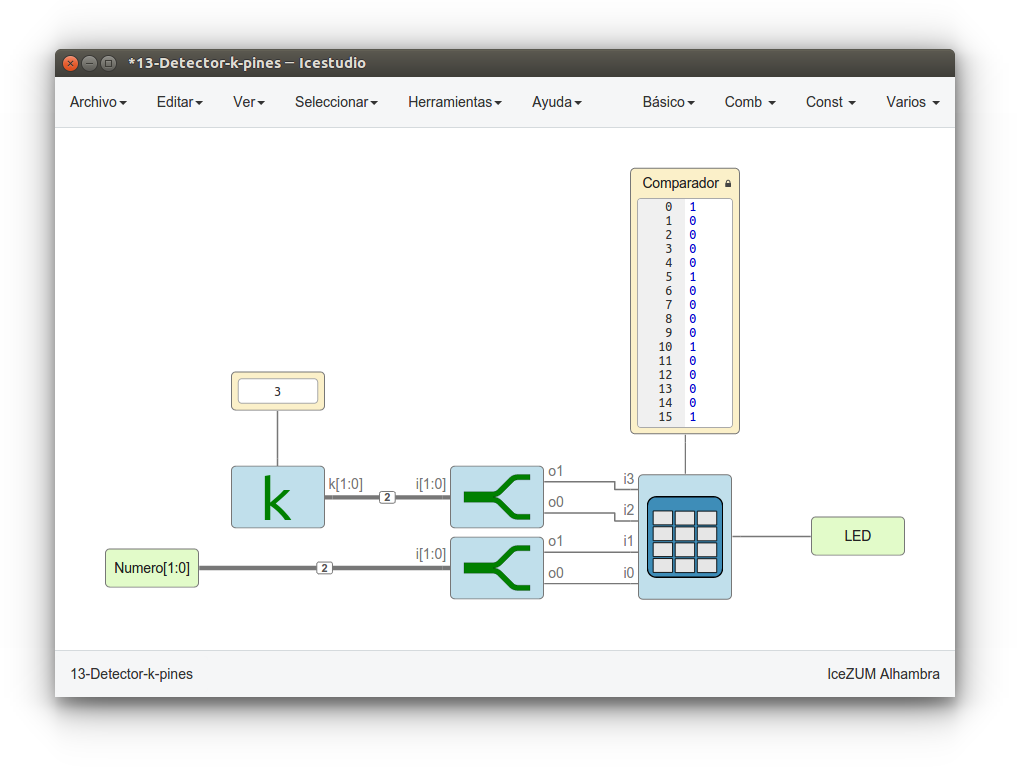 *13-Detector-k-pines — Icestudio
Archivo Editar Ver Seleccionar Herramientas Ayuda Básico Comb Const Varios
Comparador
0 1
1 0
2 0
3 0
4 0
5 1
6 0
7 0
8 0
9 0
10 1
11 0
12 0
13 0
14 0
15 1
3
k
k[1:0] 2 i[1:0]
o1 i3
o0 i2
Numero[1:0] 2 i[1:0]
o1 i1
o0 i0
LED
13-Detector-k-pines IceZUM Alhambra